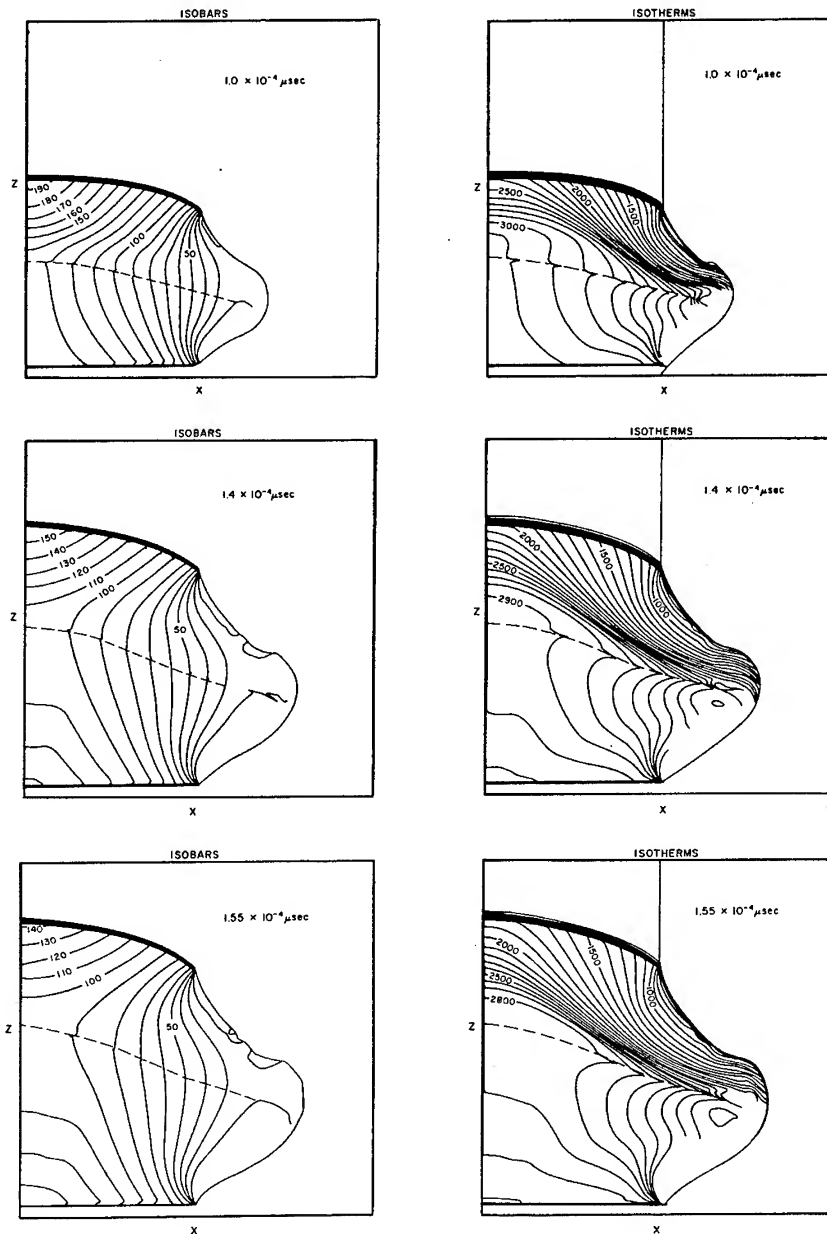 ISOBARS
1.0 × 10⁻⁴ μsec
Z
190
180
170
160
150
100
50
X
ISOTHERMS
1.0 × 10⁻⁴ μsec
Z
2500
2000
1500
3000
X
ISOBARS
1.4 × 10⁻⁴ μsec
Z
150
140
130
120
110
100
50
X
ISOTHERMS
1.4 × 10⁻⁴ μsec
Z
2000
1500
2500
1000
2900
X
ISOBARS
1.55 × 10⁻⁴ μsec
Z
140
130
120
110
100
50
X
ISOTHERMS
1.55 × 10⁻⁴ μsec
Z
2000
1500
2500
1000
2800
X